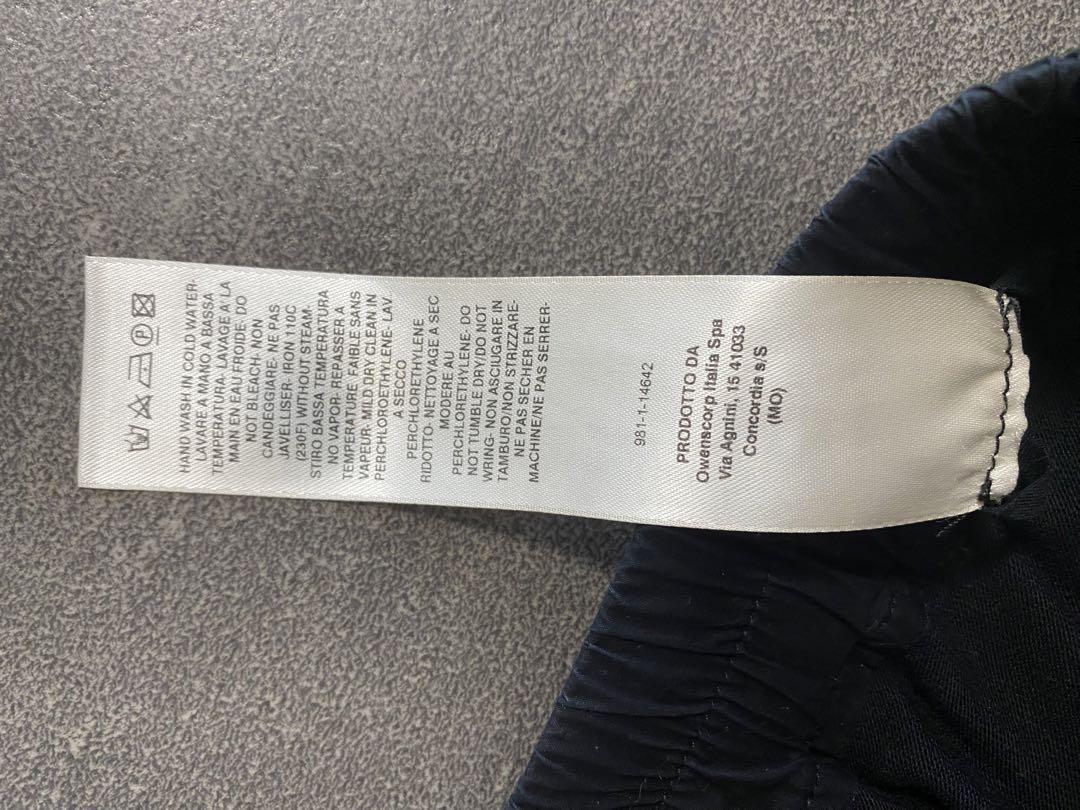 HAND WASH IN COLD WATER-
LAVARE A MANO A BASSA
TEMPERATURA- LAVAGE A' LA
MAIN EN EAU FROIDE- DO
NOT BLEACH- NON
CANDEGGIARE- NE PAS
JAVELLISER- IRON 110C
(230F) WITHOUT STEAM-
STIRO BASSA TEMPERATURA
NO VAPOR- REPASSER A
TEMPERATURE- FAIBLE SANS
VAPEUR- MILD DRY CLEAN IN
PERCHLOROETHYLENE- LAV.
A SECCO
PERCHLORETHYLENE
RIDOTTO- NETTOYAGE A SEC
MODERE AU
PERCHLORETHYLENE- DO
NOT TUMBLE DRY/DO NOT
WRING- NON ASCIUGARE IN
TAMBURO/NON STRIZZARE-
NE PAS SECHER EN
MACHINE/NE PAS SERRER-
981-1-14642
PRODOTTO DA
Owenscorp Italia Spa
Via Agnini, 15 41033
Concordia s/S
(MO)